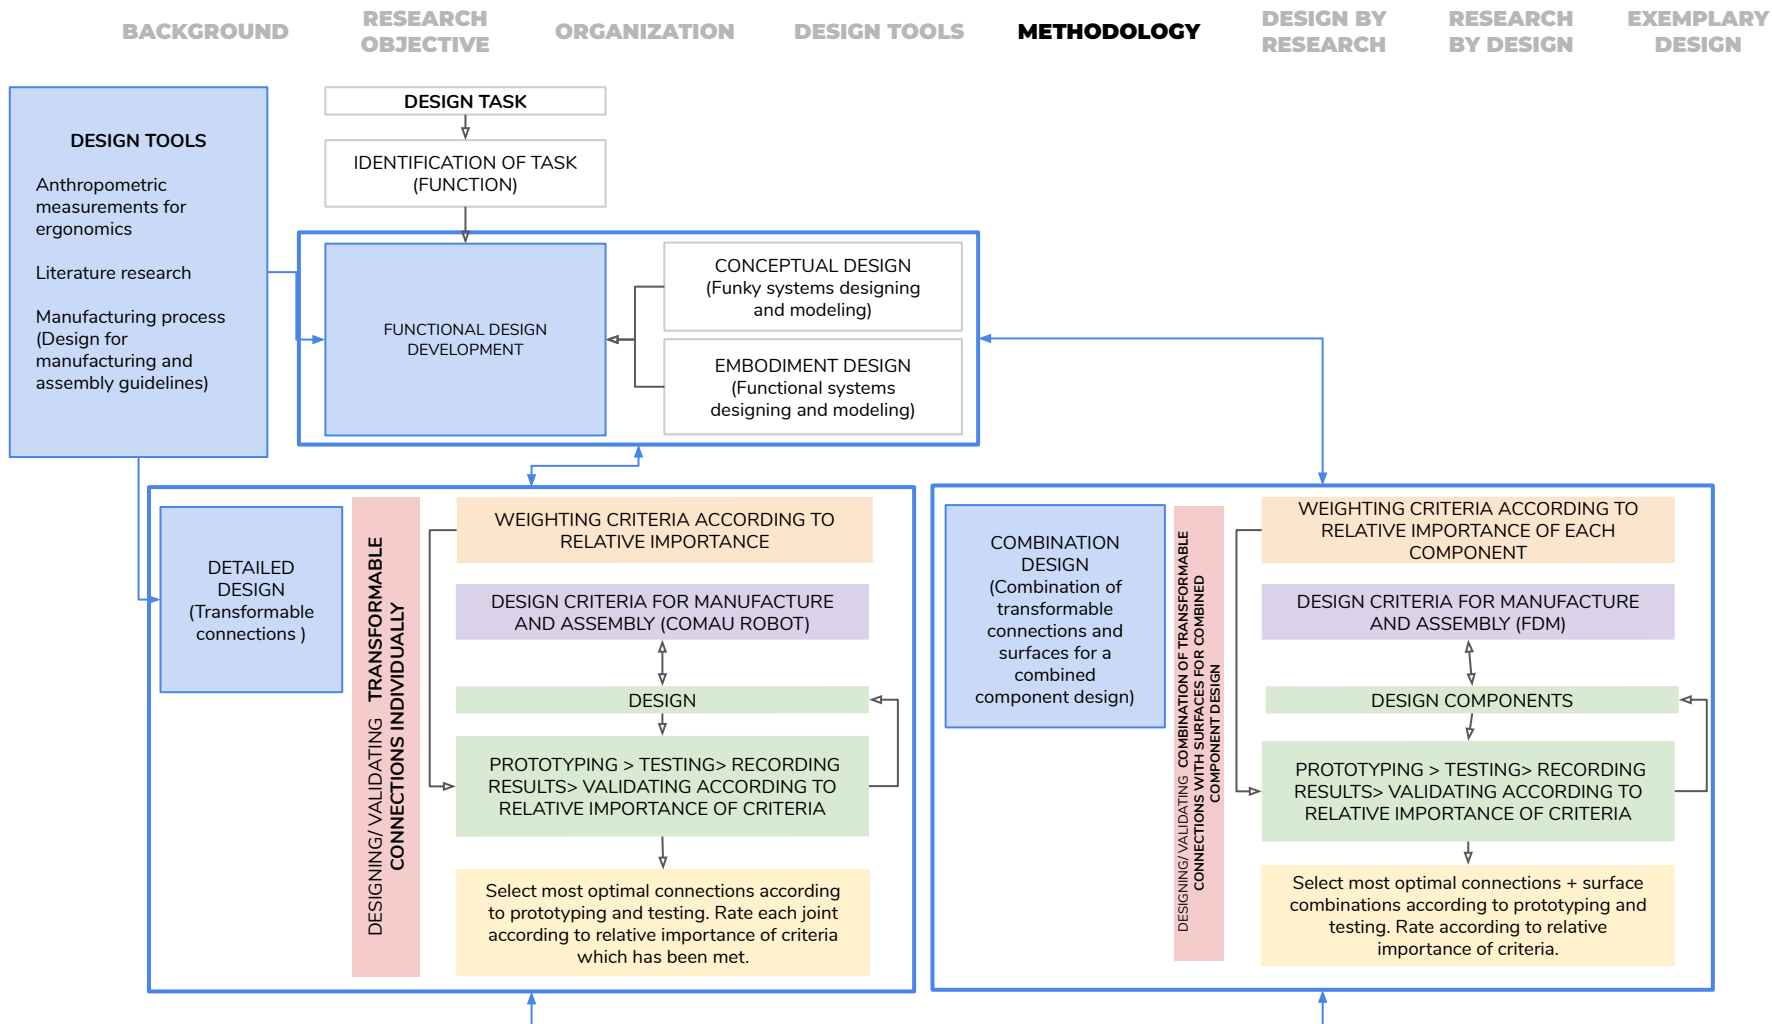 BACKGROUND
RESEARCH
OBJECTIVE
ORGANIZATION
DESIGN TOOLS
METHODOLOGY
DESIGN BY
RESEARCH
RESEARCH
BY DESIGN
EXEMPLARY
DESIGN
DESIGN TOOLS
Anthropometric
measurements for
ergonomics
Literature research
Manufacturing process
(Design for
manufacturing and
assembly guidelines)
DESIGN TASK
IDENTIFICATION OF TASK
(FUNCTION)
FUNCTIONAL DESIGN
DEVELOPMENT
CONCEPTUAL DESIGN
(Funky systems designing
and modeling)
EMBODIMENT DESIGN
(Functional systems
designing and modeling)
DETAILED
DESIGN
(Transformable
connections )
DESIGNING/ VALIDATING TRANSFORMABLE
CONNECTIONS INDIVIDUALLY
WEIGHTING CRITERIA ACCORDING TO
RELATIVE IMPORTANCE
DESIGN CRITERIA FOR MANUFACTURE
AND ASSEMBLY (COMAU ROBOT)
DESIGN
PROTOTYPING > TESTING> RECORDING
RESULTS> VALIDATING ACCORDING TO
RELATIVE IMPORTANCE OF CRITERIA
Select most optimal connections according
to prototyping and testing. Rate each joint
according to relative importance of criteria
which has been met.
COMBINATION
DESIGN
(Combination of
transformable
connections and
surfaces for a
combined
component design)
DESIGNING/ VALIDATING COMBINATION OF TRANSFORMABLE
CONNECTIONS WITH SURFACES FOR COMBINED
COMPONENT DESIGN
WEIGHTING CRITERIA ACCORDING TO
RELATIVE IMPORTANCE OF EACH
COMPONENT
DESIGN CRITERIA FOR MANUFACTURE
AND ASSEMBLY (FDM)
DESIGN COMPONENTS
PROTOTYPING > TESTING> RECORDING
RESULTS> VALIDATING ACCORDING TO
RELATIVE IMPORTANCE OF CRITERIA
Select most optimal connections + surface
combinations according to prototyping and
testing. Rate according to relative
importance of criteria.